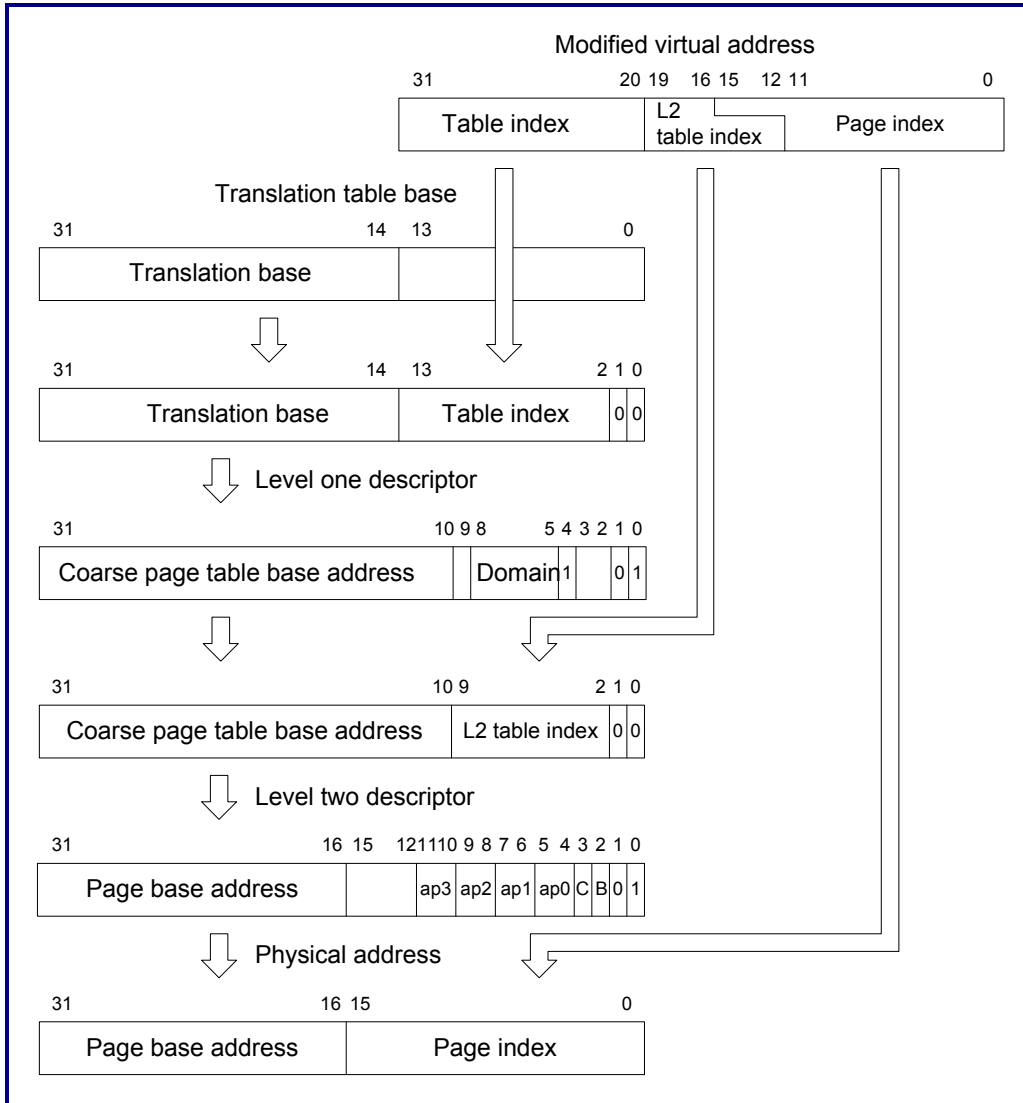 Modified virtual address
31 20 19 16 15 12 11 0
Table index L2 table index Page index
Translation table base
31 14 13 0
Translation base
31 14 13 2 1 0
Translation base Table index 0 0
Level one descriptor
31 10 9 8 5 4 3 2 1 0
Coarse page table base address Domain 1 0 1
31 10 9 2 1 0
Coarse page table base address L2 table index 0 0
Level two descriptor
31 16 15 12 11 10 9 8 7 6 5 4 3 2 1 0
Page base address ap3 ap2 ap1 ap0 C B 0 1
Physical address
31 16 15 0
Page base address Page index